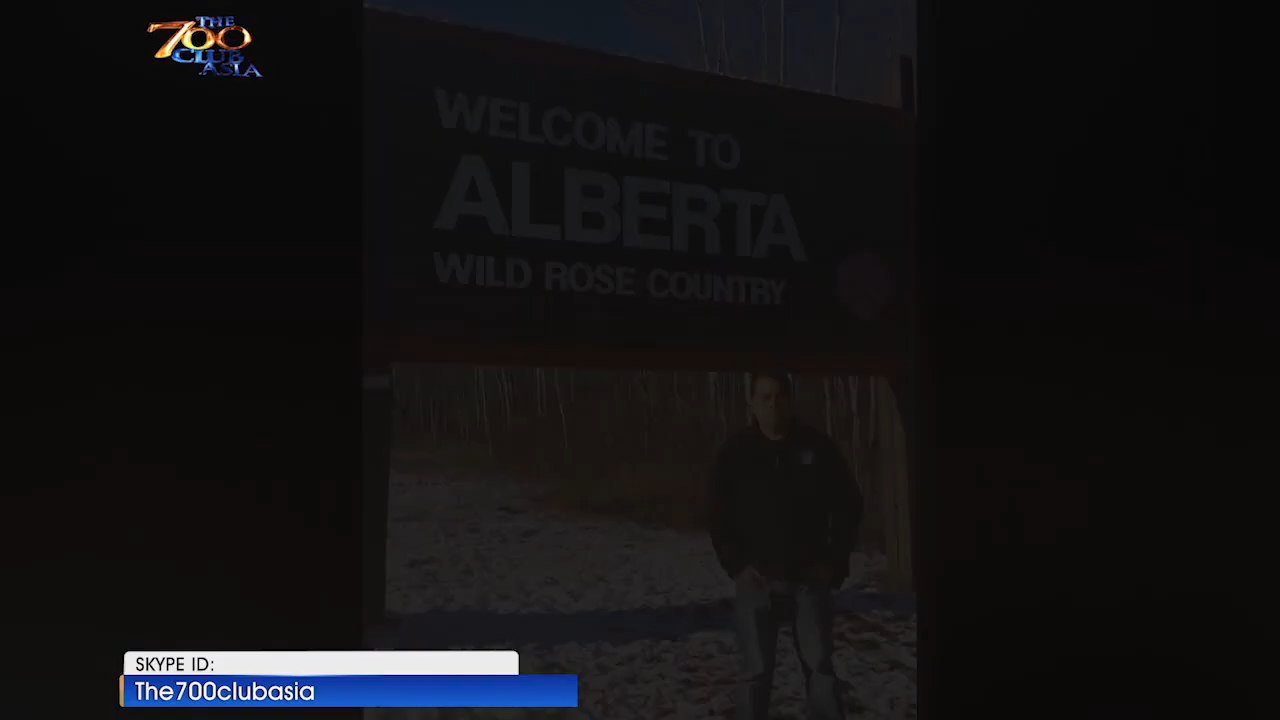 THE
700
CLUB
ASIA
WELCOME TO
ALBERTA
WILD ROSE COUNTRY
SKYPE ID:
The700clubasia